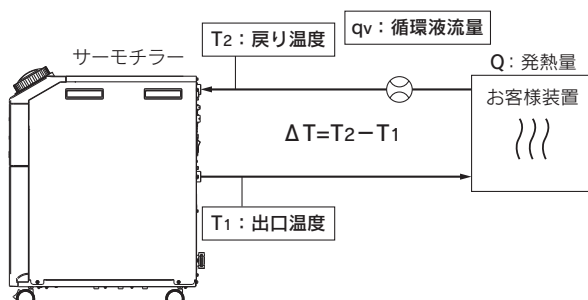 サーモチラー
T2：戻り温度
qv：循環液流量
Q：発熱量
お客様装置
ΔT=T2−T1
T1：出口温度